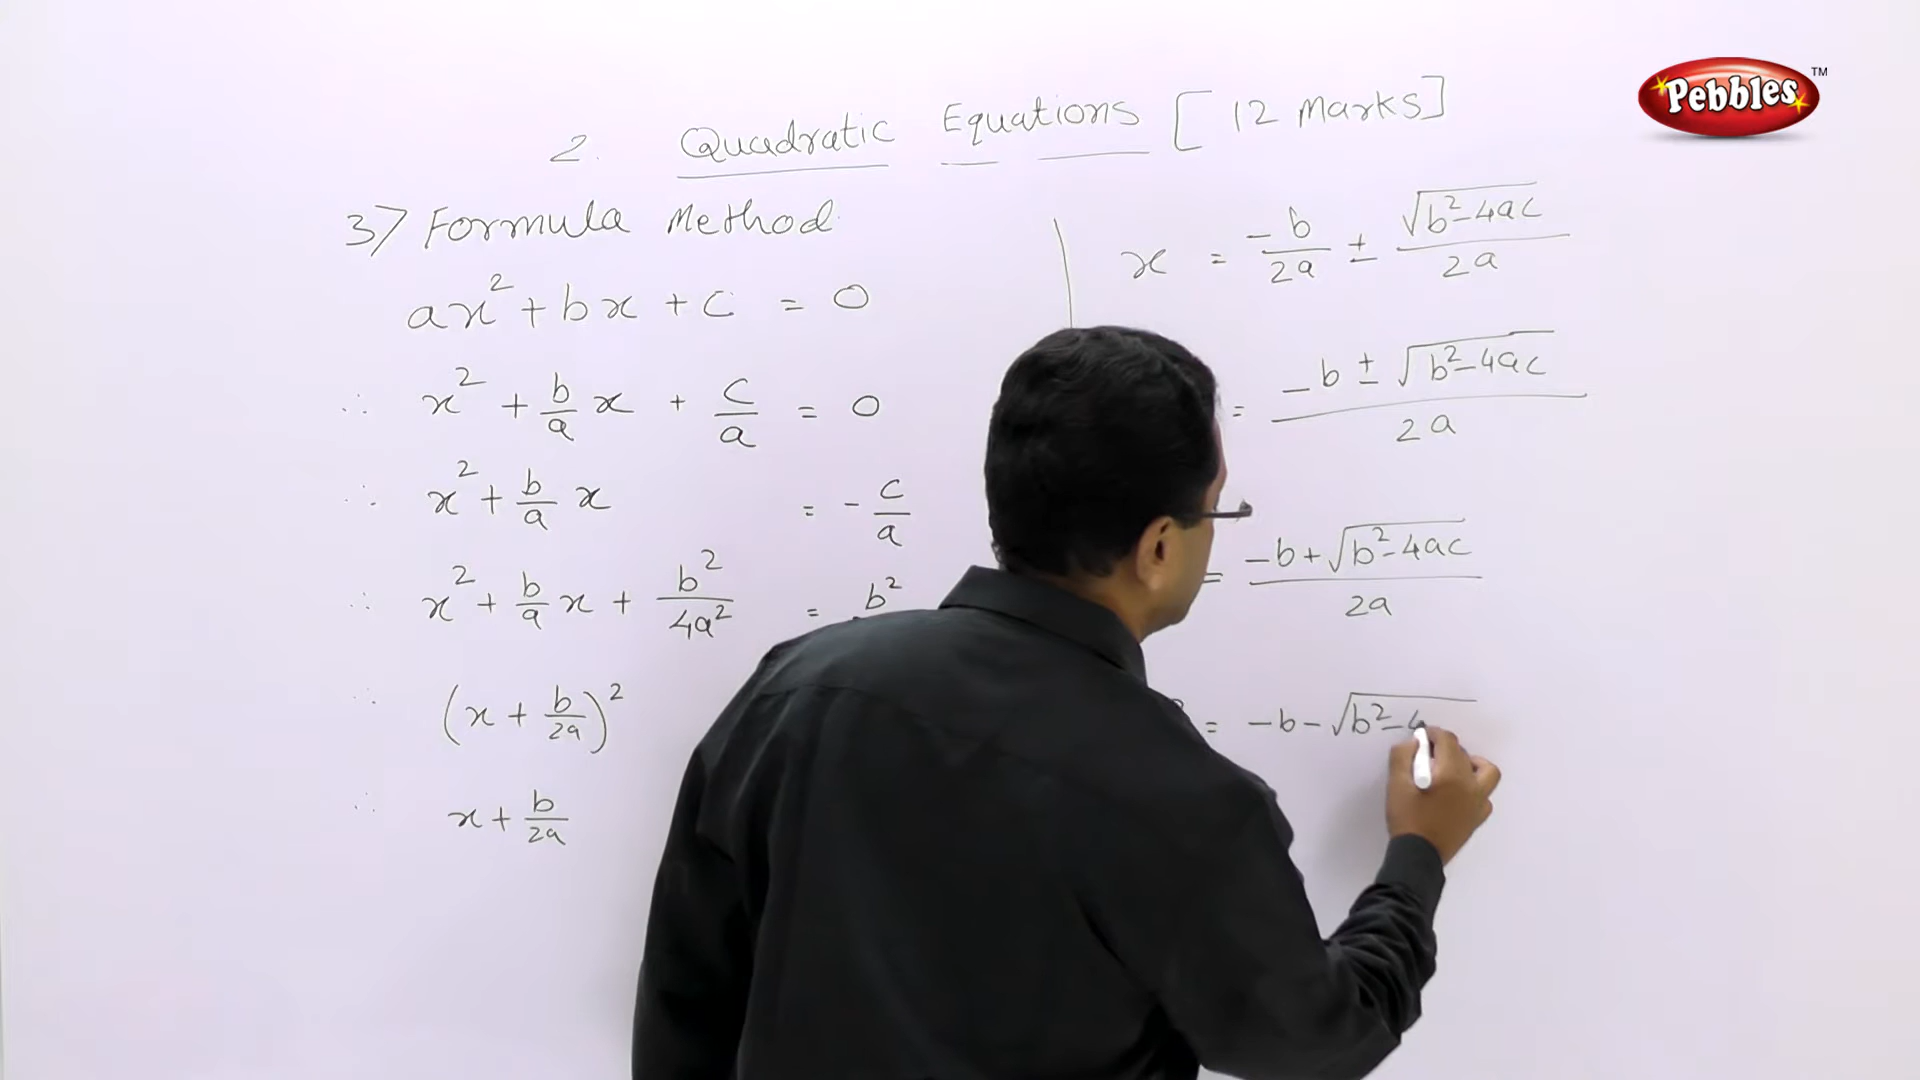 Pebbles™
2. Quadratic Equations [12 Marks]
3) Formula Method
ax² + bx + c = 0
∴ x² + b/a x + c/a = 0
∴ x² + b/a x = - c/a
∴ x² + b/a x + b²/4a² = b²
∴ (x + b/2a)²
∴ x + b/2a
x = -b/2a ± √(b²-4ac)/2a
= (-b ± √(b²-4ac))/2a
= (-b + √(b²-4ac))/2a
= -b - √(b²-4